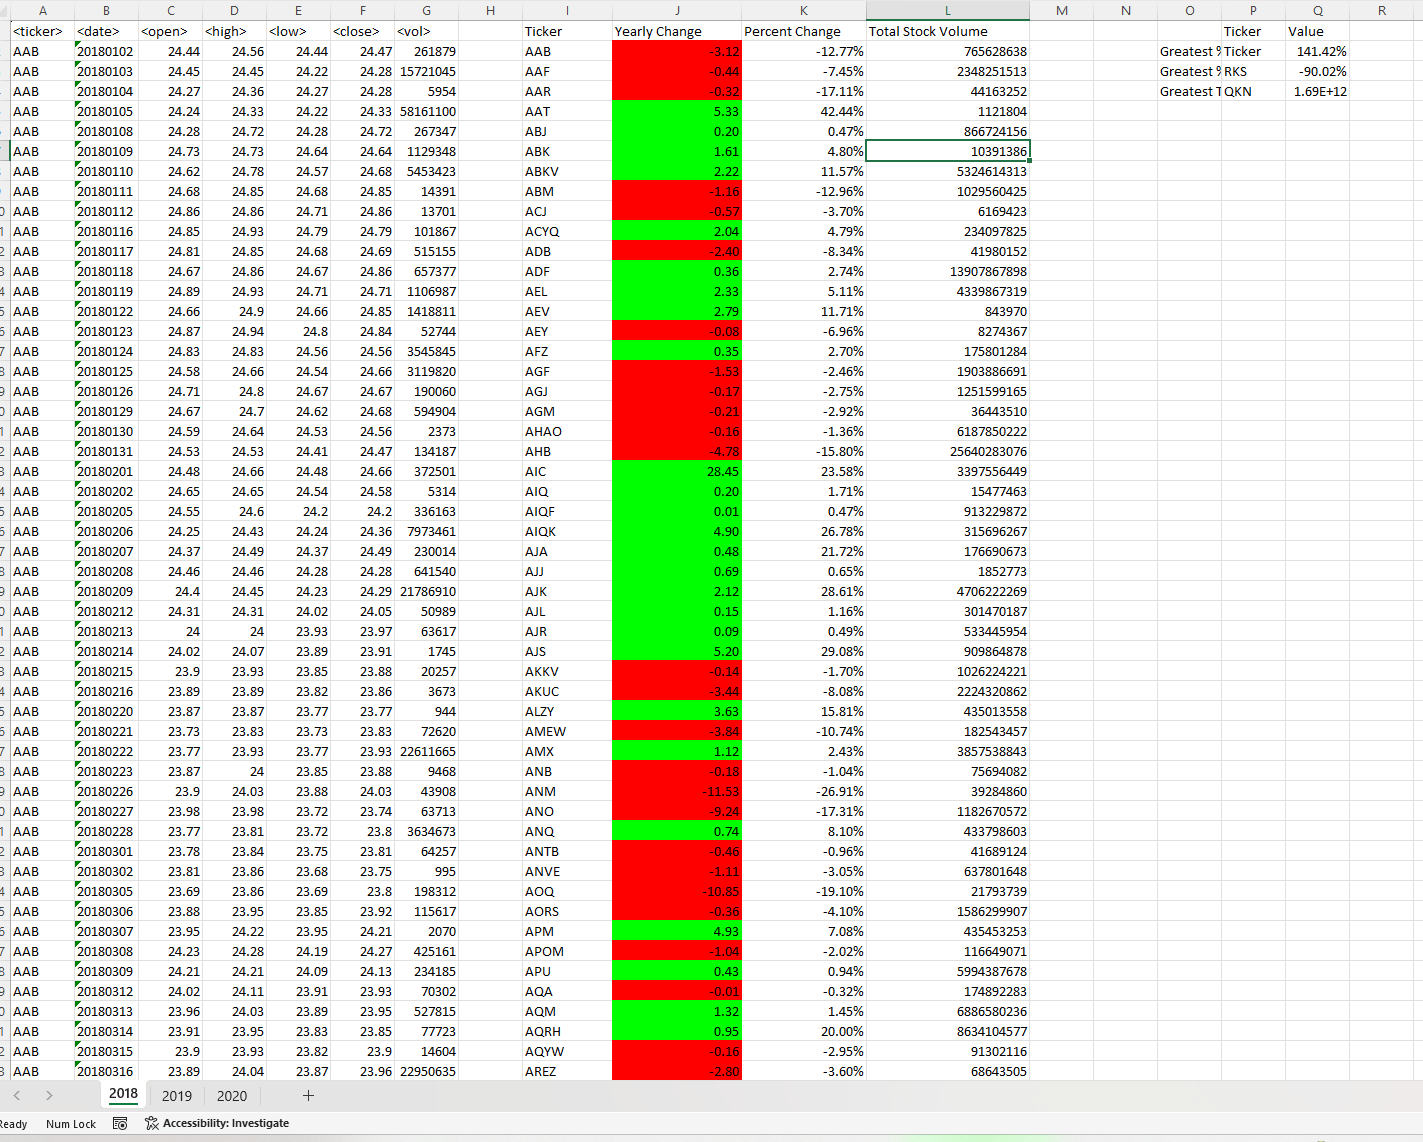 A B C D E F G H I J K L M N O P Q R
<ticker> <date> <open> <high> <low> <close> <vol> Ticker Yearly Change Percent Change Total Stock Volume Ticker Value
AAB 20180102 24.44 24.56 24.44 24.47 261879 AAB -3.12 -12.77% 765628638 Greatest % Ticker 141.42%
AAB 20180103 24.45 24.45 24.22 24.28 15721045 AAF -0.44 -7.45% 2348251513 Greatest % RKS -90.02%
AAB 20180104 24.27 24.36 24.27 24.28 5954 AAR -0.32 -17.11% 44163252 Greatest T QKN 1.69E+12
AAB 20180105 24.24 24.33 24.22 24.33 58161100 AAT 5.33 42.44% 1121804
AAB 20180108 24.28 24.72 24.28 24.72 267347 ABJ 0.20 0.47% 866724156
AAB 20180109 24.73 24.73 24.64 24.64 1129348 ABK 1.61 4.80% 10391386
AAB 20180110 24.62 24.78 24.57 24.68 5453423 ABKV 2.22 11.57% 5324614313
AAB 20180111 24.68 24.85 24.68 24.85 14391 ABM -1.16 -12.96% 1029560425
AAB 20180112 24.86 24.86 24.71 24.86 13701 ACJ -0.57 -3.70% 6169423
AAB 20180116 24.85 24.93 24.79 24.79 101867 ACYQ 2.04 4.79% 234097825
AAB 20180117 24.81 24.85 24.68 24.69 515155 ADB -2.40 -8.34% 41980152
AAB 20180118 24.67 24.86 24.67 24.86 657377 ADF 0.36 2.74% 13907867898
AAB 20180119 24.89 24.93 24.71 24.71 1106987 AEL 2.33 5.11% 4339867319
AAB 20180122 24.66 24.9 24.66 24.85 1418811 AEV 2.79 11.71% 843970
AAB 20180123 24.87 24.94 24.8 24.84 52744 AEY -0.08 -6.96% 8274367
AAB 20180124 24.83 24.83 24.56 24.56 3545845 AFZ 0.35 2.70% 175801284
AAB 20180125 24.58 24.66 24.54 24.66 3119820 AGF -1.53 -2.46% 1903886691
AAB 20180126 24.71 24.8 24.67 24.67 190060 AGJ -0.17 -2.75% 1251599165
AAB 20180129 24.67 24.7 24.62 24.68 594904 AGM -0.21 -2.92% 36443510
AAB 20180130 24.59 24.64 24.53 24.56 2373 AHAO -0.16 -1.36% 6187850222
AAB 20180131 24.53 24.53 24.41 24.47 134187 AHB -4.78 -15.80% 25640283076
AAB 20180201 24.48 24.66 24.48 24.66 372501 AIC 28.45 23.58% 3397556449
AAB 20180202 24.65 24.65 24.54 24.58 5314 AIQ 0.20 1.71% 15477463
AAB 20180205 24.55 24.6 24.2 24.2 336163 AIQF 0.01 0.47% 913229872
AAB 20180206 24.25 24.43 24.24 24.36 7973461 AIQK 4.90 26.78% 315696267
AAB 20180207 24.37 24.49 24.37 24.49 230014 AJA 0.48 21.72% 176690673
AAB 20180208 24.46 24.46 24.28 24.28 641540 AJJ 0.69 0.65% 1852773
AAB 20180209 24.4 24.45 24.23 24.29 21786910 AJK 2.12 28.61% 4706222269
AAB 20180212 24.31 24.31 24.02 24.05 50989 AJL 0.15 1.16% 301470187
AAB 20180213 24 24 23.93 23.97 63617 AJR 0.09 0.49% 533445954
AAB 20180214 24.02 24.07 23.89 23.91 1745 AJS 5.20 29.08% 909864878
AAB 20180215 23.9 23.93 23.85 23.88 20257 AKKV -0.14 -1.70% 1026224221
AAB 20180216 23.89 23.89 23.82 23.86 3673 AKUC -3.44 -8.08% 2224320862
AAB 20180220 23.87 23.87 23.77 23.77 944 ALZY 3.63 15.81% 435013558
AAB 20180221 23.73 23.83 23.73 23.83 72620 AMEW -3.84 -10.74% 182543457
AAB 20180222 23.77 23.93 23.77 23.93 22611665 AMX 1.12 2.43% 3857538843
AAB 20180223 23.87 24 23.85 23.88 9468 ANB -0.18 -1.04% 75694082
AAB 20180226 23.9 24.03 23.88 24.03 43908 ANM -11.53 -26.91% 39284860
AAB 20180227 23.98 23.98 23.72 23.74 63713 ANO -9.24 -17.31% 1182670572
AAB 20180228 23.77 23.81 23.72 23.8 3634673 ANQ 0.74 8.10% 433798603
AAB 20180301 23.78 23.84 23.75 23.81 64257 ANTB -0.46 -0.96% 41689124
AAB 20180302 23.81 23.86 23.68 23.75 995 ANVE -1.11 -3.05% 637801648
AAB 20180305 23.69 23.86 23.69 23.8 198312 AOQ -10.85 -19.10% 21793739
AAB 20180306 23.88 23.95 23.85 23.92 115617 AORS -0.36 -4.10% 1586299907
AAB 20180307 23.95 24.22 23.95 24.21 2070 APM 4.93 7.08% 435453253
AAB 20180308 24.23 24.28 24.19 24.27 425161 APOM -1.04 -2.02% 116649071
AAB 20180309 24.21 24.21 24.09 24.13 234185 APU 0.43 0.94% 5994387678
AAB 20180312 24.02 24.11 23.91 23.93 70302 AQA -0.01 -0.32% 174892283
AAB 20180313 23.96 24.03 23.89 23.95 527815 AQM 1.32 1.45% 6886580236
AAB 20180314 23.91 23.95 23.83 23.85 77723 AQRH 0.95 20.00% 8634104577
AAB 20180315 23.9 23.93 23.82 23.9 14604 AQYW -0.16 -2.95% 91302116
AAB 20180316 23.89 24.04 23.87 23.96 22950635 AREZ -2.80 -3.60% 68643505
2018 2019 2020 +
Ready Num Lock Accessibility: Investigate